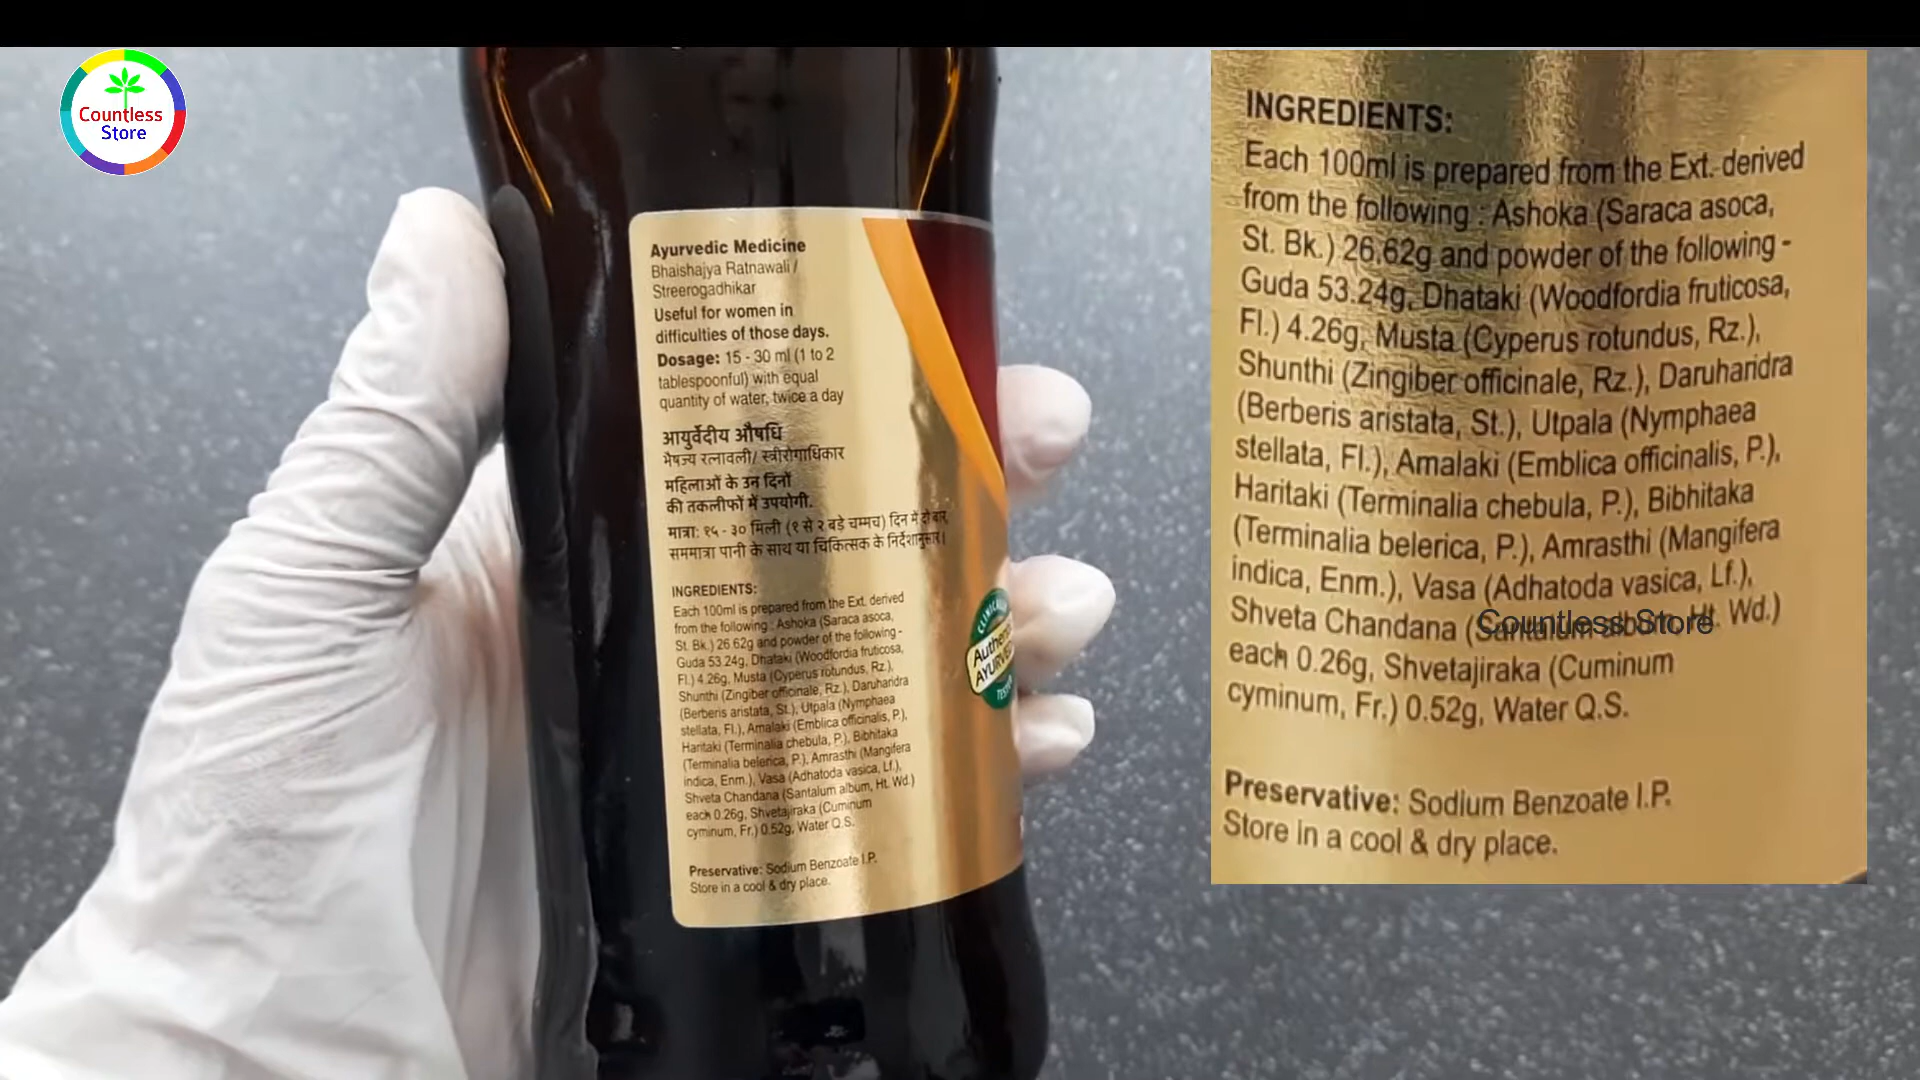 Countless
Store
Ayurvedic Medicine
Bhaishajya Ratnawali /
Streerogadhikar
Useful for women in
difficulties of those days.
Dosage: 15 - 30 ml (1 to 2
tablespoonful) with equal
quantity of water, twice a day
आयुर्वेदीय औषधि
भैषज्य रत्नावली/ स्त्रीरोगाधिकार
महिलाओं के उन दिनों
की तकलीफों में उपयोगी.
मात्रा: १५ - ३० मिली (१ से २ बडे चम्मच) दिन में दो बार,
सममात्रा पानी के साथ या चिकित्सक के निर्देशानुसार।
INGREDIENTS:
Each 100ml is prepared from the Ext. derived
from the following : Ashoka (Saraca asoca,
St. Bk.) 26.62g and powder of the following -
Guda 53.24g, Dhataki (Woodfordia fruticosa,
Fl.) 4.26g, Musta (Cyperus rotundus, Rz.),
Shunthi (Zingiber officinale, Rz.), Daruharidra
(Berberis aristata, St.), Utpala (Nymphaea
stellata, Fl.), Amalaki (Emblica officinalis, P.),
Haritaki (Terminalia chebula, P.), Bibhitaka
(Terminalia belerica, P.), Amrasthi (Mangifera
indica, Enm.), Vasa (Adhatoda vasica, Lf.),
Shveta Chandana (Santalum album, Ht. Wd.)
each 0.26g, Shvetajiraka (Cuminum
cyminum, Fr.) 0.52g, Water Q.S.
Preservative: Sodium Benzoate I.P.
Store in a cool & dry place.
INGREDIENTS:
Each 100ml is prepared from the Ext. derived
from the following : Ashoka (Saraca asoca,
St. Bk.) 26.62g and powder of the following -
Guda 53.24g, Dhataki (Woodfordia fruticosa,
Fl.) 4.26g, Musta (Cyperus rotundus, Rz.),
Shunthi (Zingiber officinale, Rz.), Daruharidra
(Berberis aristata, St.), Utpala (Nymphaea
stellata, Fl.), Amalaki (Emblica officinalis, P.),
Haritaki (Terminalia chebula, P.), Bibhitaka
(Terminalia belerica, P.), Amrasthi (Mangifera
indica, Enm.), Vasa (Adhatoda vasica, Lf.),
Shveta Chandana (Santalum album, Ht. Wd.)
Countless Store
each 0.26g, Shvetajiraka (Cuminum
cyminum, Fr.) 0.52g, Water Q.S.
Preservative: Sodium Benzoate I.P.
Store in a cool & dry place.